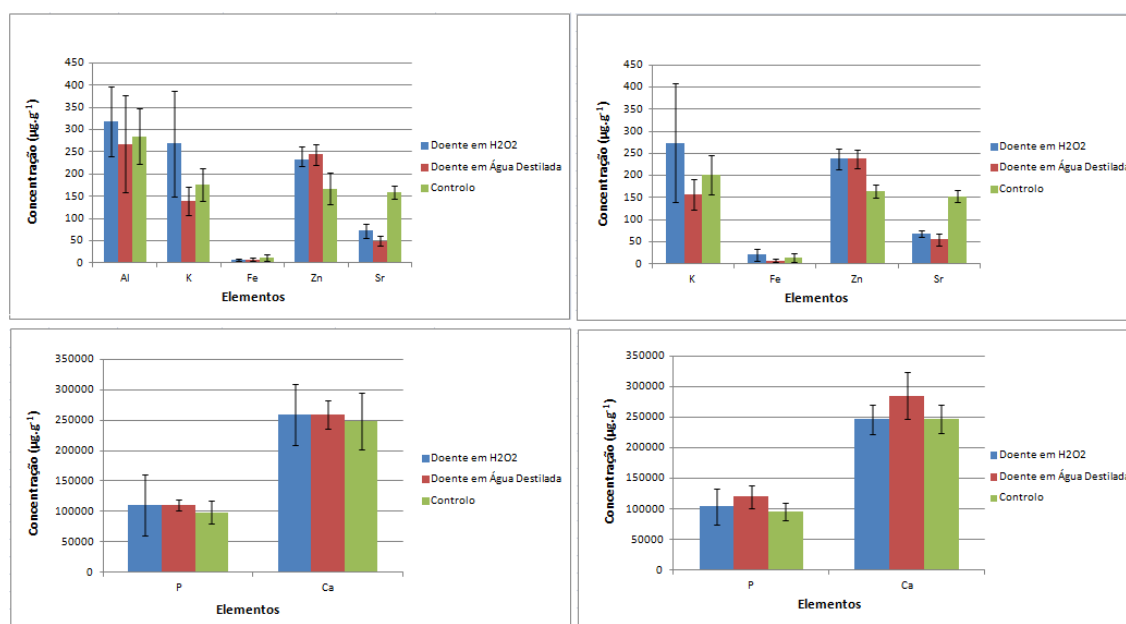 Concentração (µg.g-1)
450
400
350
300
250
200
150
100
50
0
Al K Fe Zn Sr
Elementos
Doente em H2O2
Doente em Água Destilada
Controlo
Concentração (µg.g-1)
450
400
350
300
250
200
150
100
50
0
K Fe Zn Sr
Elementos
Doente em H2O2
Doente em Água Destilada
Controlo
Concentração (µg.g-1)
350000
300000
250000
200000
150000
100000
50000
0
P Ca
Elementos
Doente em H2O2
Doente em Água Destilada
Controlo
Concentração (µg.g-1)
350000
300000
250000
200000
150000
100000
50000
0
P Ca
Elementos
Doente em H2O2
Doente em Água Destilada
Controlo